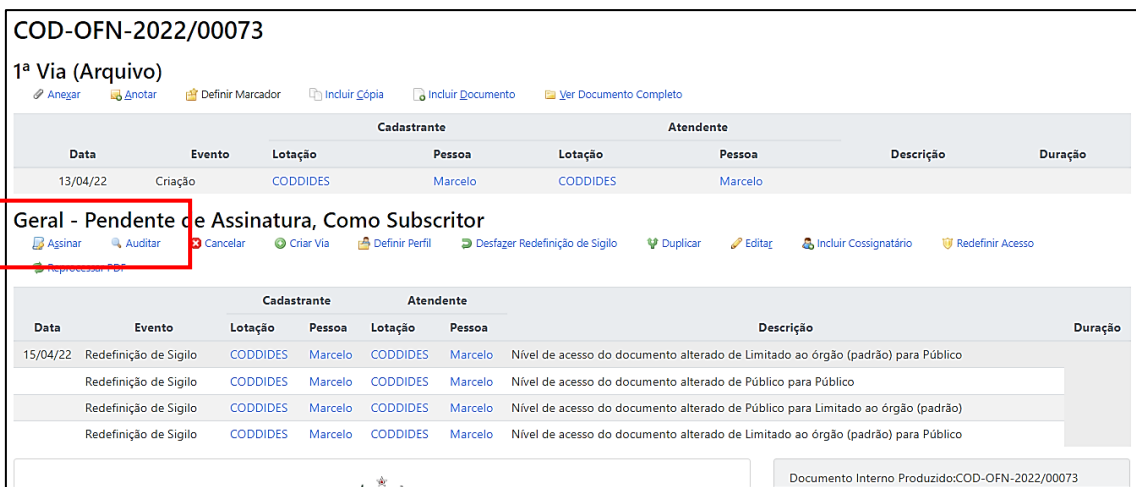 COD-OFN-2022/00073
1ª Via (Arquivo)
Anexar Anotar Definir Marcador Incluir Cópia Incluir Documento Ver Documento Completo
Cadastrante Atendente
Data Evento Lotação Pessoa Lotação Pessoa Descrição Duração
13/04/22 Criação CODDIDES Marcelo CODDIDES Marcelo
Geral - Pendente de Assinatura, Como Subscritor
Assinar Auditar Cancelar Criar Via Definir Perfil Desfazer Redefinição de Sigilo Duplicar Editar Incluir Cossignatário Redefinir Acesso
Reprocessar PDF
Cadastrante Atendente
Data Evento Lotação Pessoa Lotação Pessoa Descrição Duração
15/04/22 Redefinição de Sigilo CODDIDES Marcelo CODDIDES Marcelo Nível de acesso do documento alterado de Limitado ao órgão (padrão) para Público
Redefinição de Sigilo CODDIDES Marcelo CODDIDES Marcelo Nível de acesso do documento alterado de Público para Público
Redefinição de Sigilo CODDIDES Marcelo CODDIDES Marcelo Nível de acesso do documento alterado de Público para Limitado ao órgão (padrão)
Redefinição de Sigilo CODDIDES Marcelo CODDIDES Marcelo Nível de acesso do documento alterado de Limitado ao órgão (padrão) para Público
Documento Interno Produzido:COD-OFN-2022/00073